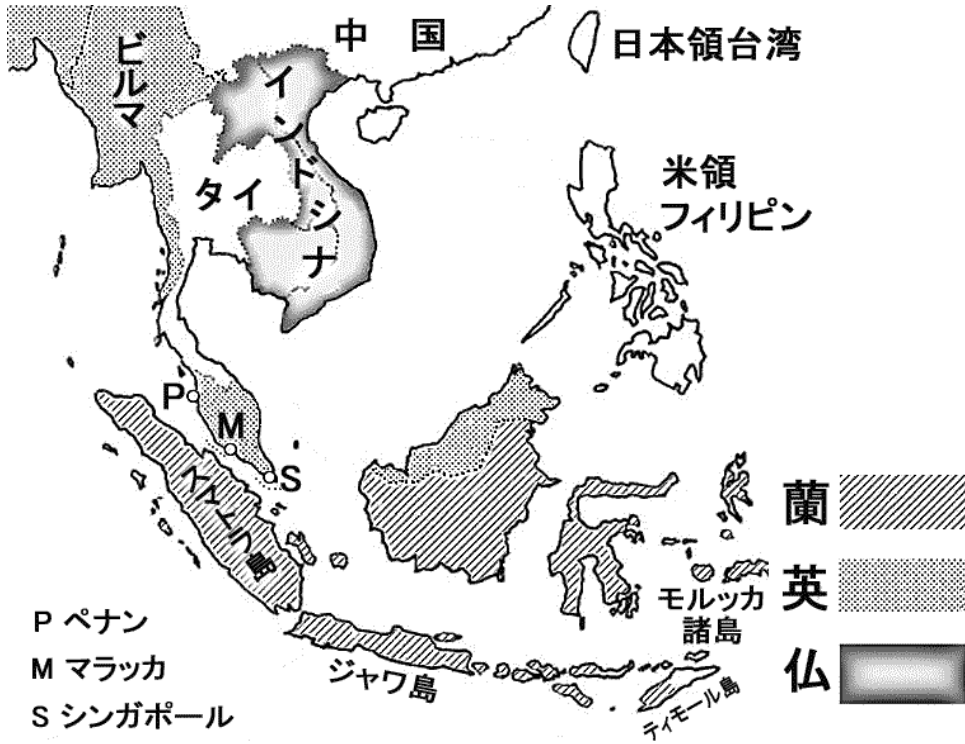 中国
日本領台湾
ビルマ
インドシナ
タイ
米領
フィリピン
P
M
S
スマトラ島
蘭
英
仏
モルッカ
諸島
ジャワ島
ティモール島
P ペナン
M マラッカ
S シンガポール